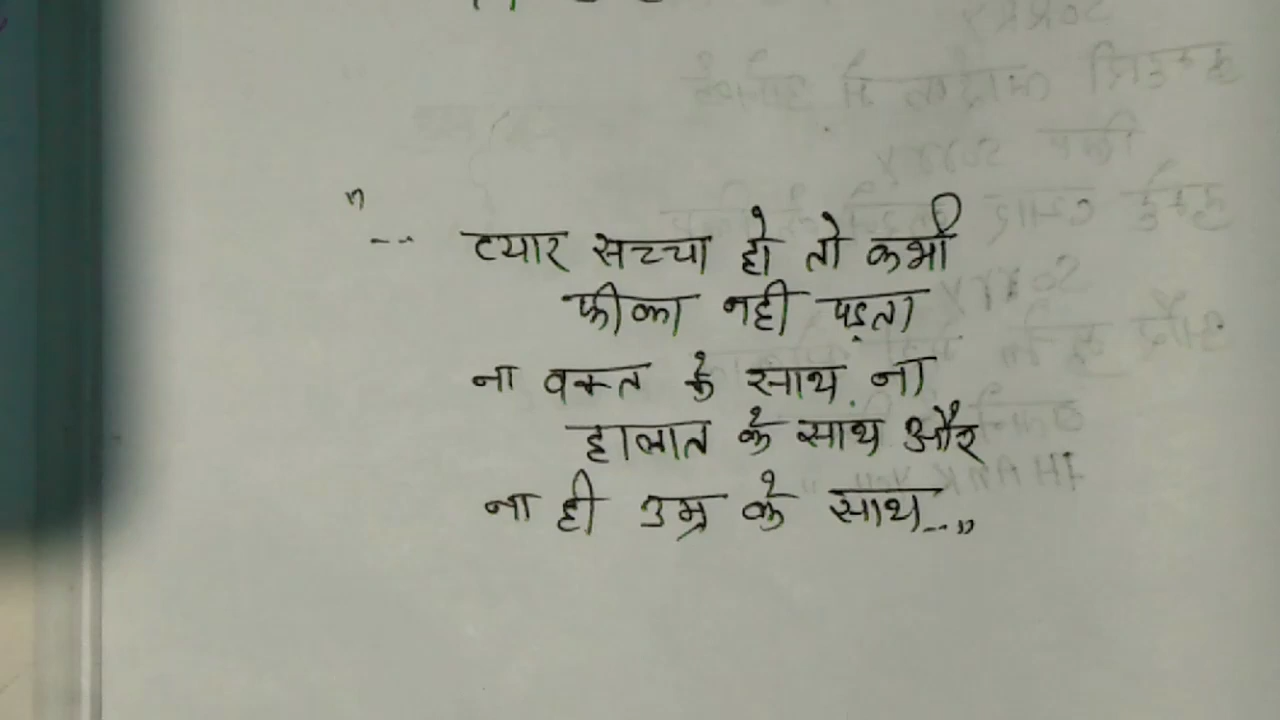 "-- प्यार सच्चा हो तो कभी
फीका नही पड़ता
ना वक्त के साथ ना
हालात के साथ और
ना ही उम्र के साथ--"